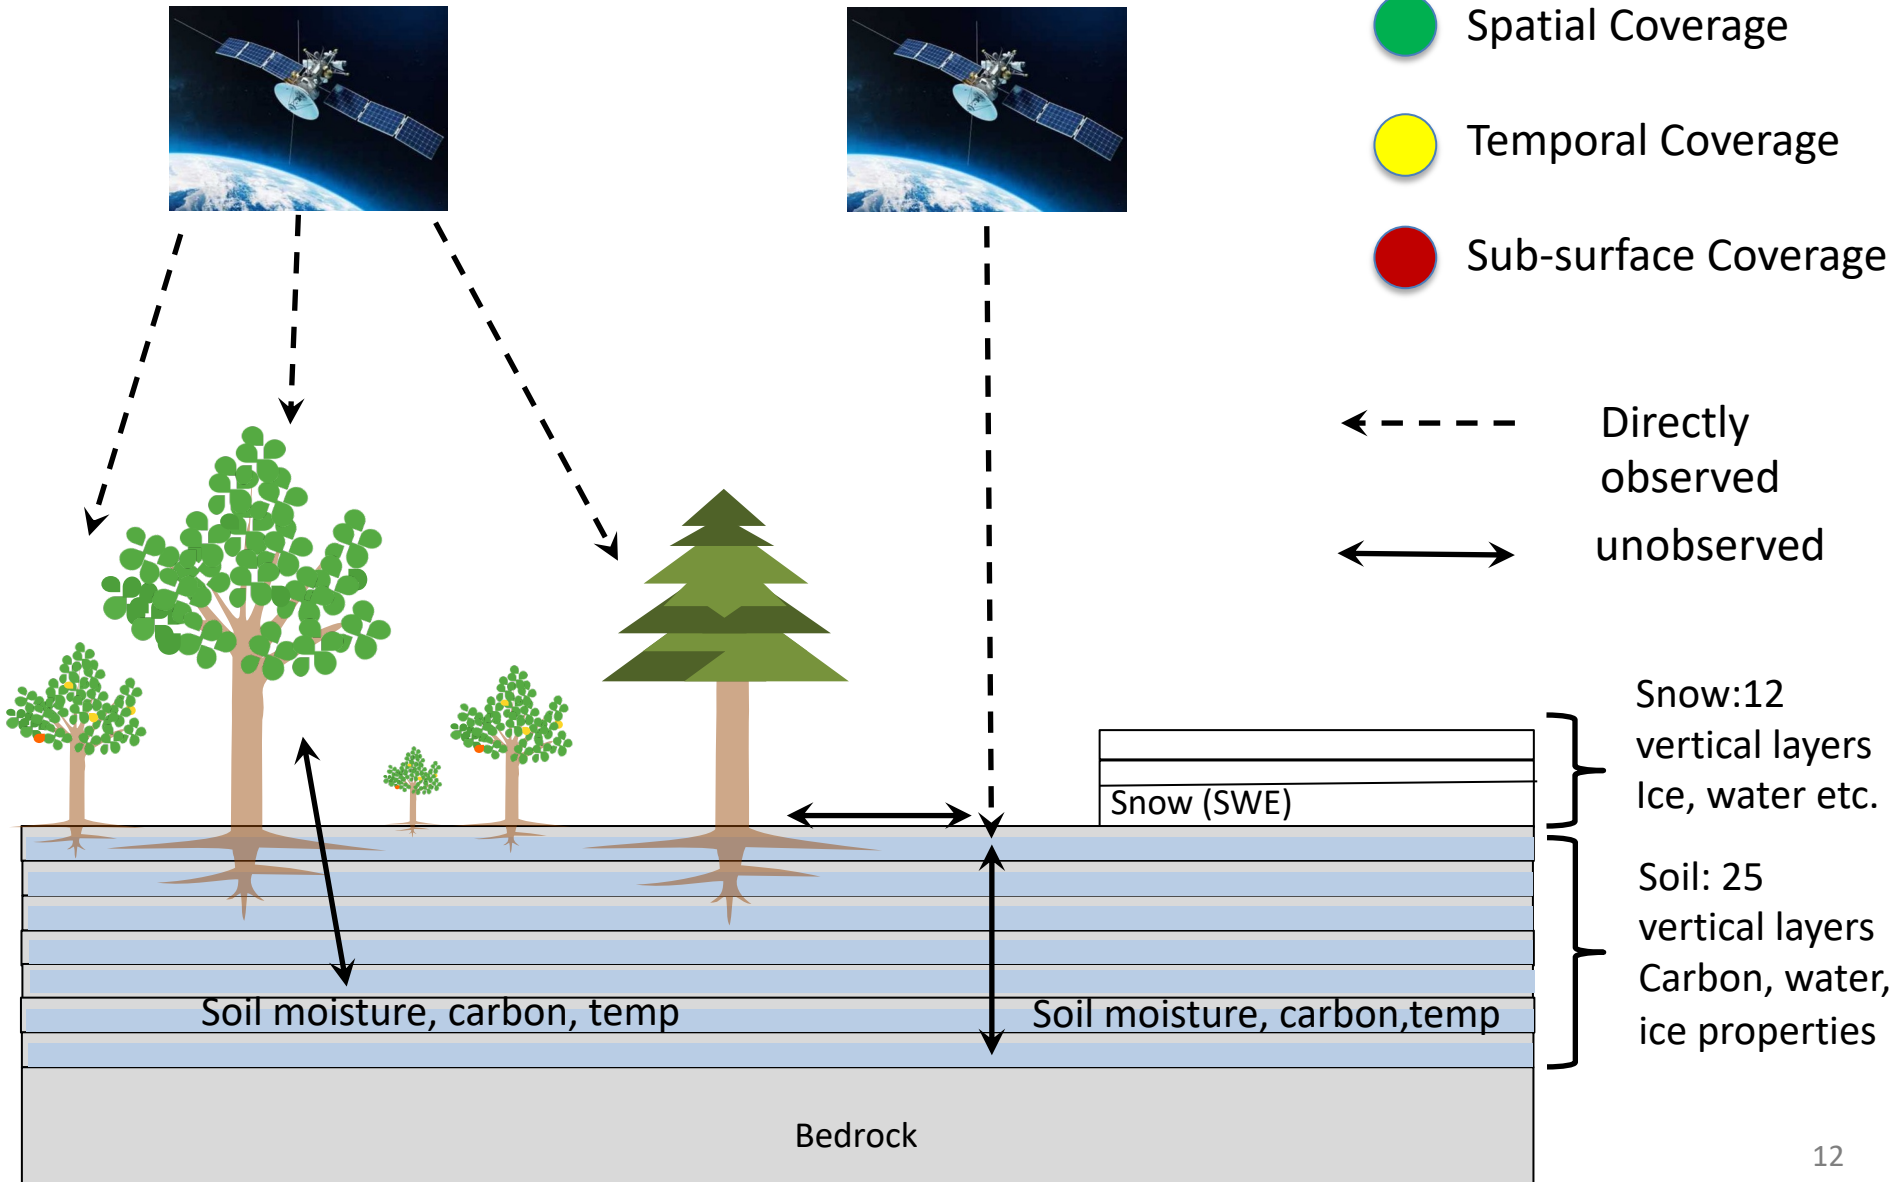 Spatial Coverage
Temporal Coverage
Sub-surface Coverage
Directly
observed
unobserved
Snow:12
vertical layers
Ice, water etc.
Snow (SWE)
Soil: 25
vertical layers
Carbon, water,
ice properties
Soil moisture, carbon, temp
Soil moisture, carbon,temp
Bedrock
12